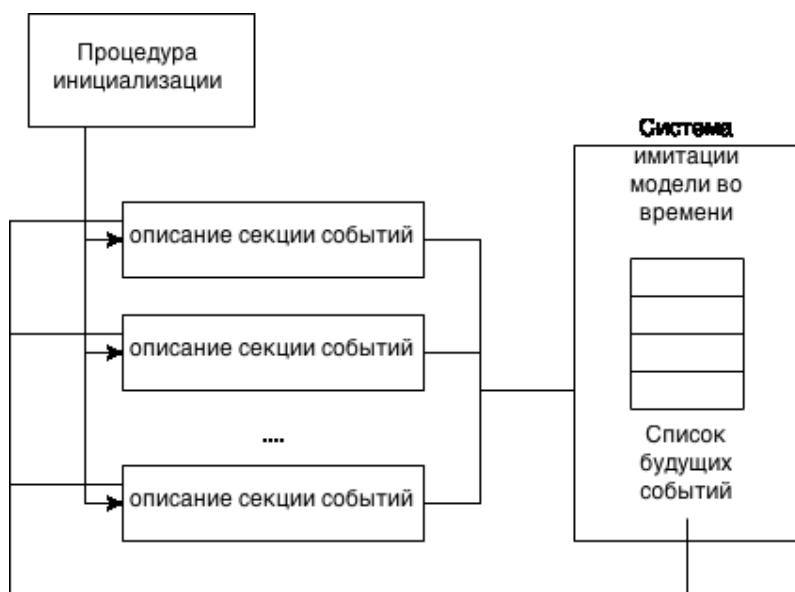 Процедура
инициализации
Система
имитации
модели во
времени
описание секции событий
описание секции событий
....
описание секции событий
Список
будущих
событий